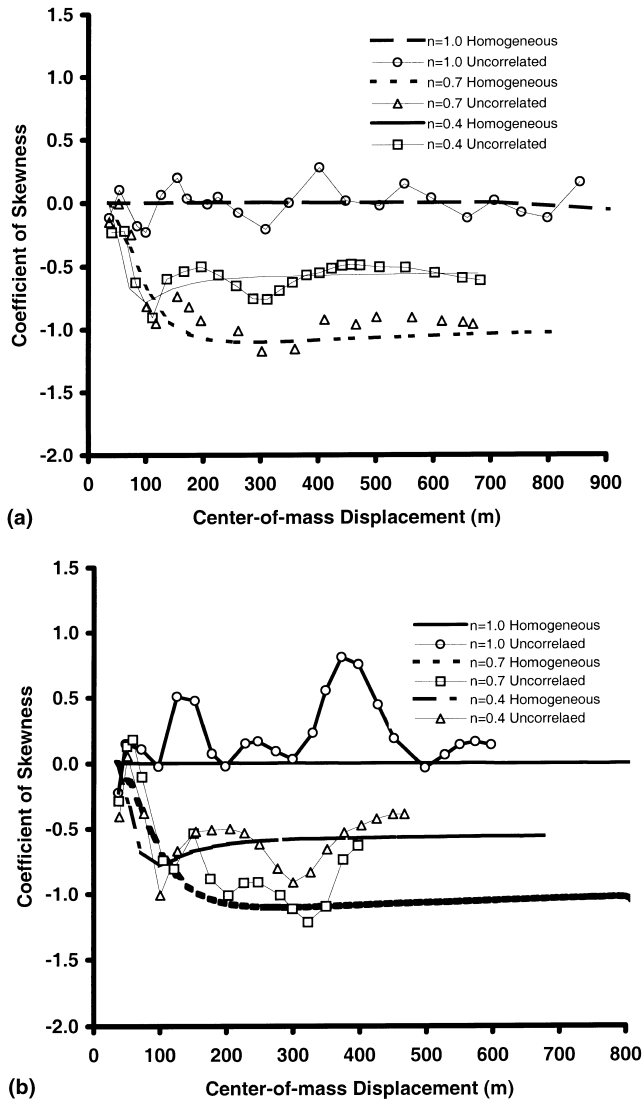 1.5
1.0
0.5
0.0
-0.5
-1.0
-1.5
-2.0
Coefficient of Skewness
n=1.0 Homogeneous
n=1.0 Uncorrelated
n=0.7 Homogeneous
n=0.7 Uncorrelated
n=0.4 Homogeneous
n=0.4 Uncorrelated
0 100 200 300 400 500 600 700 800 900
(a) Center-of-mass Displacement (m)
1.5
1.0
0.5
0.0
-0.5
-1.0
-1.5
-2.0
Coefficient of Skewness
n=1.0 Homogeneous
n=1.0 Uncorrelaed
n=0.7 Homogeneous
n=0.7 Uncorrelaed
n=0.4 Homogeneous
n=0.4 Uncorrelaed
0 100 200 300 400 500 600 700 800
(b) Center-of-mass Displacement (m)